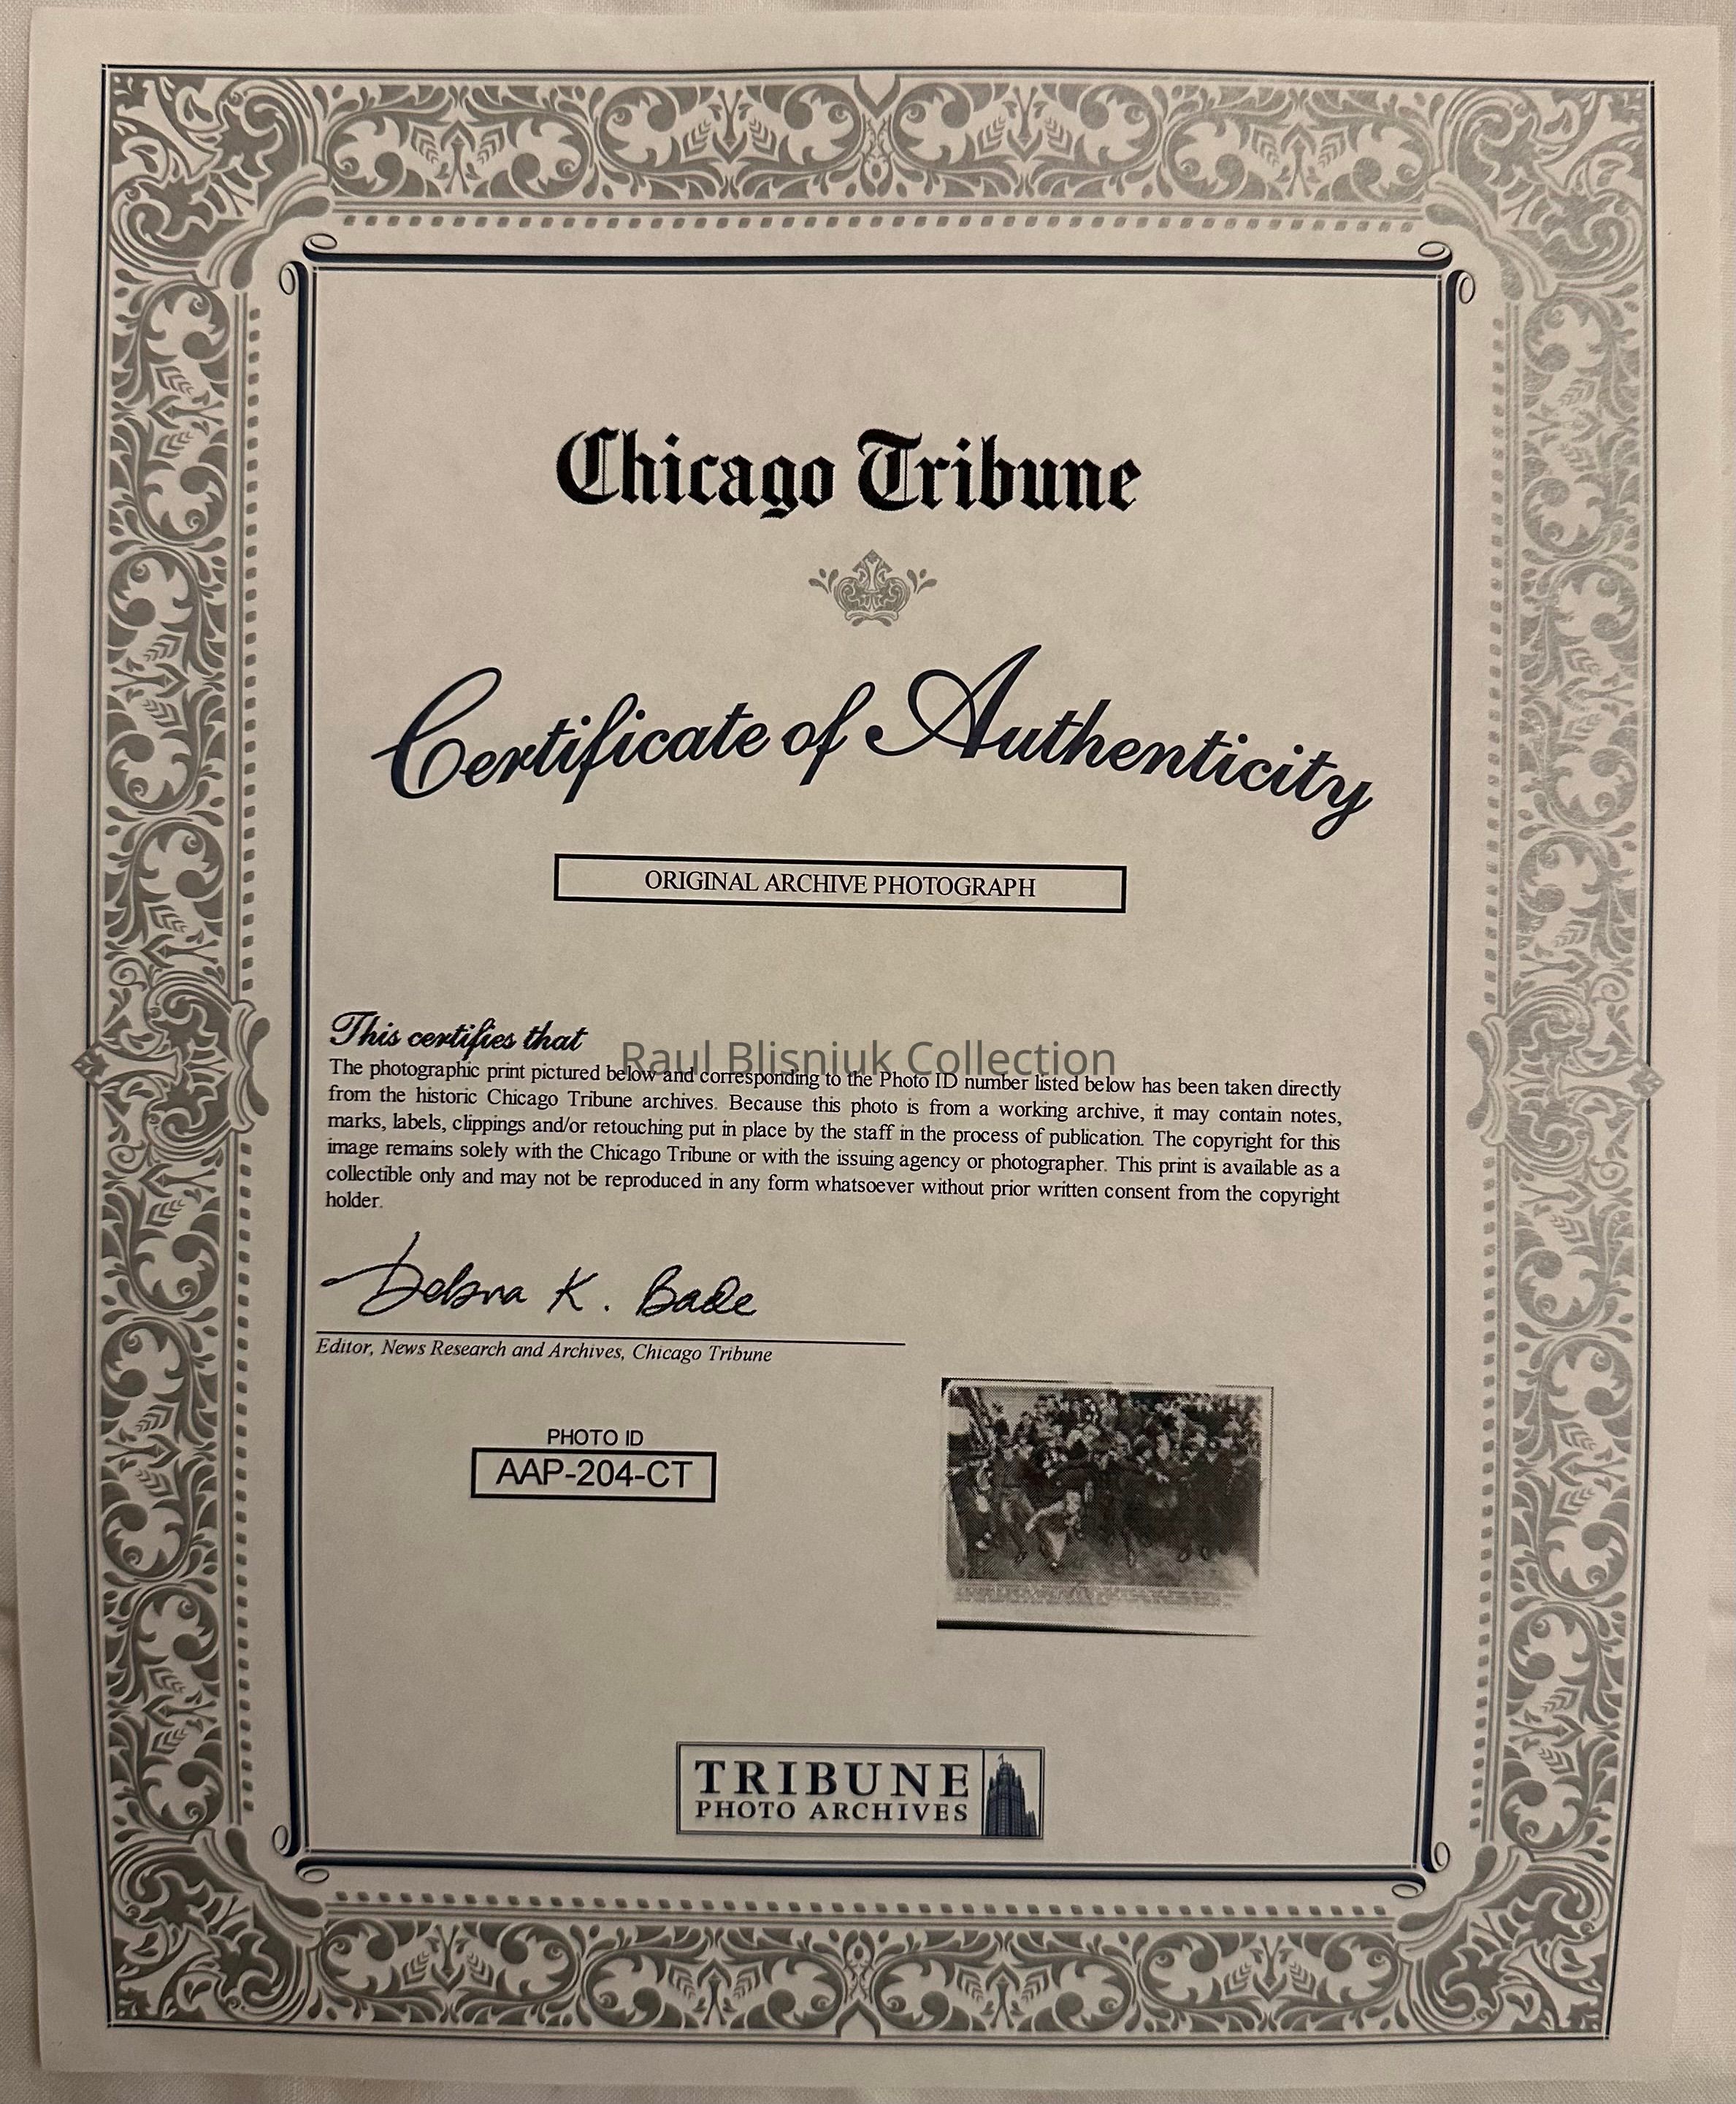 Chicago Tribune
Certificate of Authenticity
ORIGINAL ARCHIVE PHOTOGRAPH
This certifies that
Raul Blisniuk Collection
The photographic print pictured below and corresponding to the Photo ID number listed below has been taken directly
from the historic Chicago Tribune archives. Because this photo is from a working archive, it may contain notes,
marks, labels, clippings and/or retouching put in place by the staff in the process of publication. The copyright for this
image remains solely with the Chicago Tribune or with the issuing agency or photographer. This print is available as a
collectible only and may not be reproduced in any form whatsoever without prior written consent from the copyright
holder.
Debra K. Bade
Editor, News Research and Archives, Chicago Tribune
PHOTO ID
AAP-204-CT
TRIBUNE
PHOTO ARCHIVES